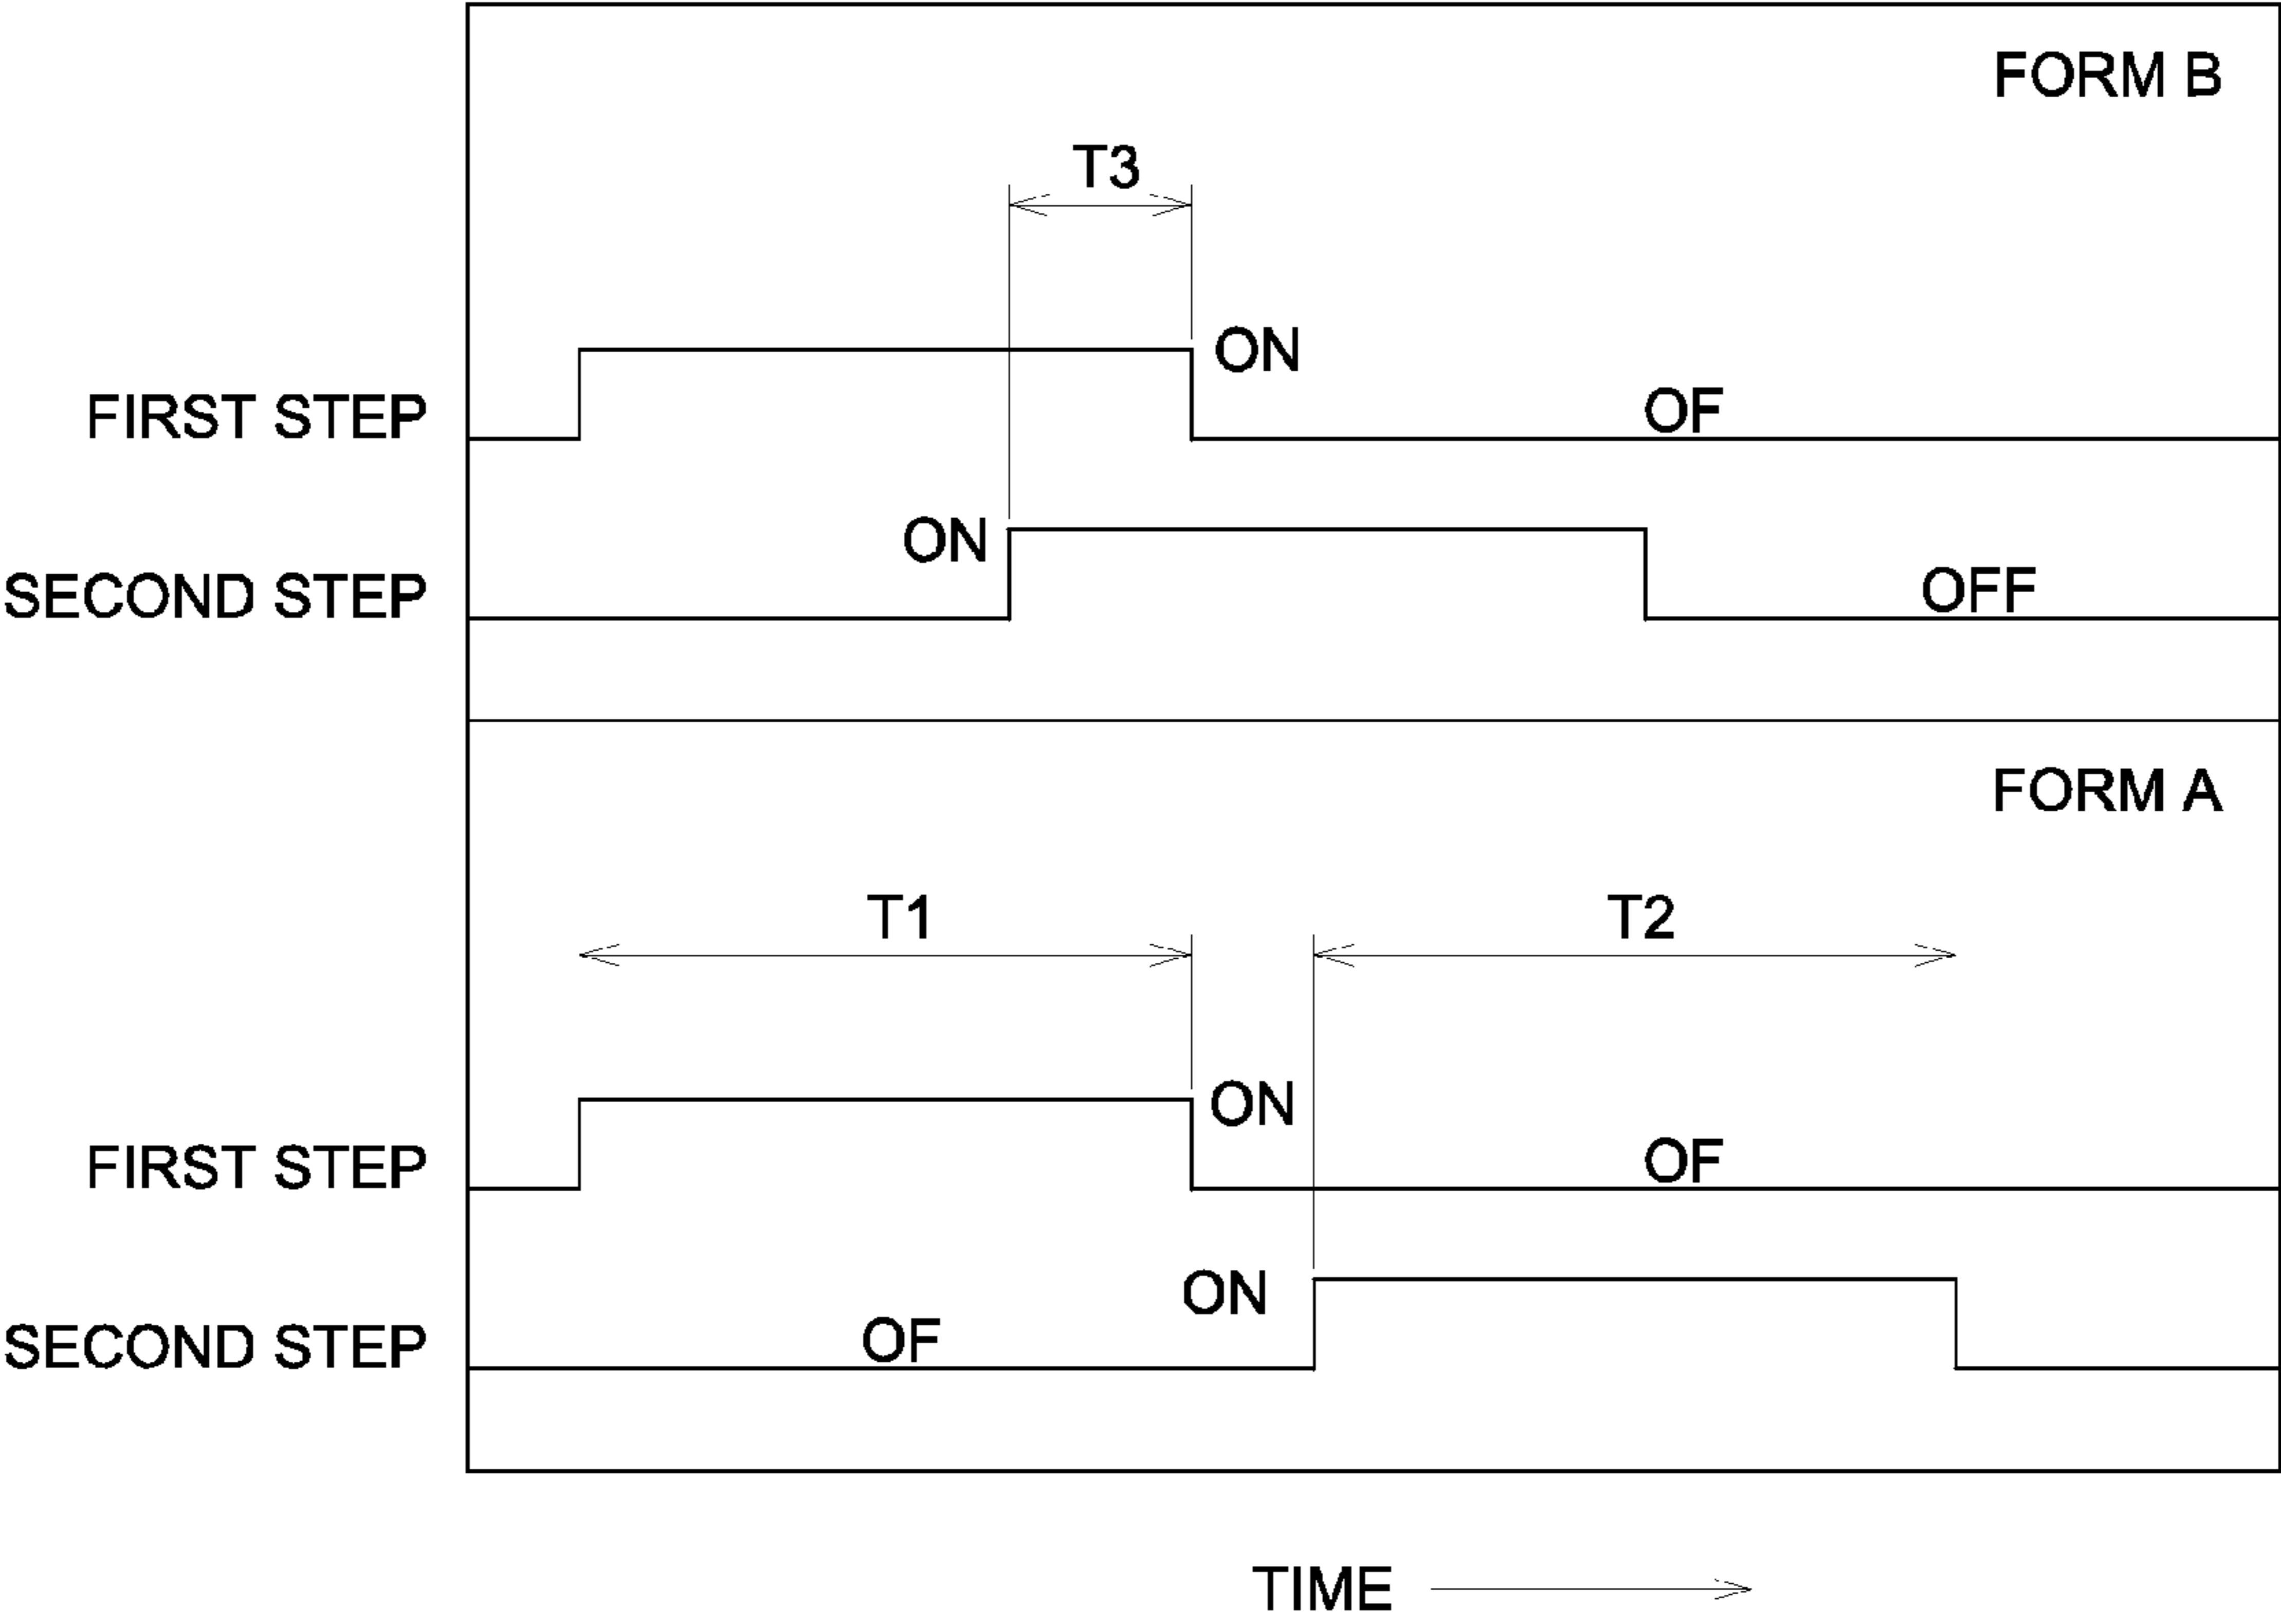 FORM B
T3
ON
FIRST STEP
OF
ON
SECOND STEP
OFF
FORM A
T1
T2
ON
FIRST STEP
OF
ON
SECOND STEP
OF
TIME